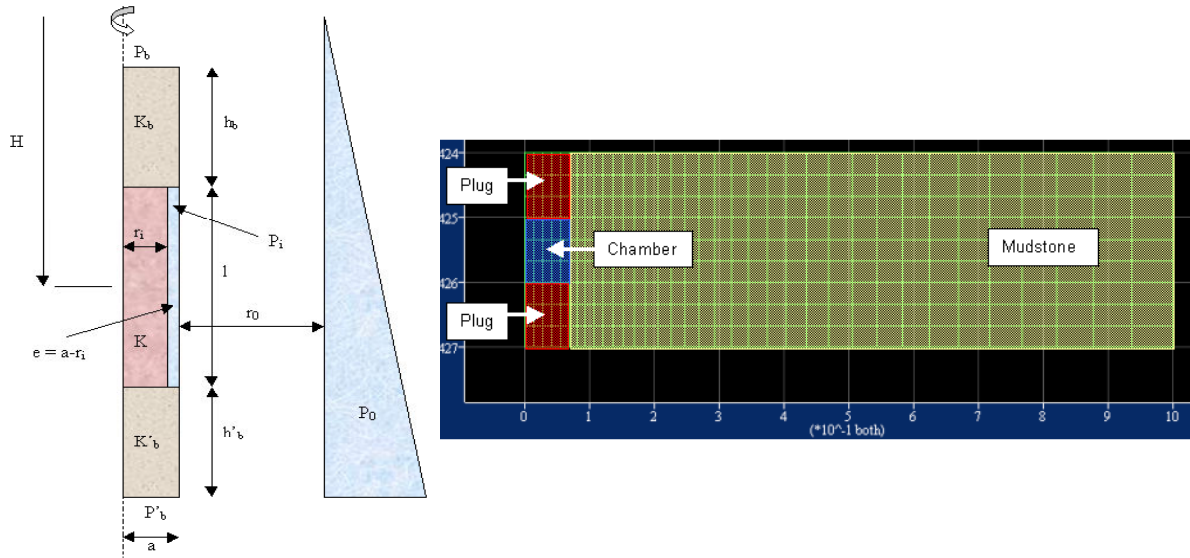 P_b
K_b
h_b
H
r_i
P_i
l
r_0
K
e = a-r_i
P_0
K'_b
h'_b
P'_b
a
424
Plug
425
Chamber
Mudstone
426
Plug
427
0 1 2 3 4 5 6 7 8 9 10
(*10^-1 both)